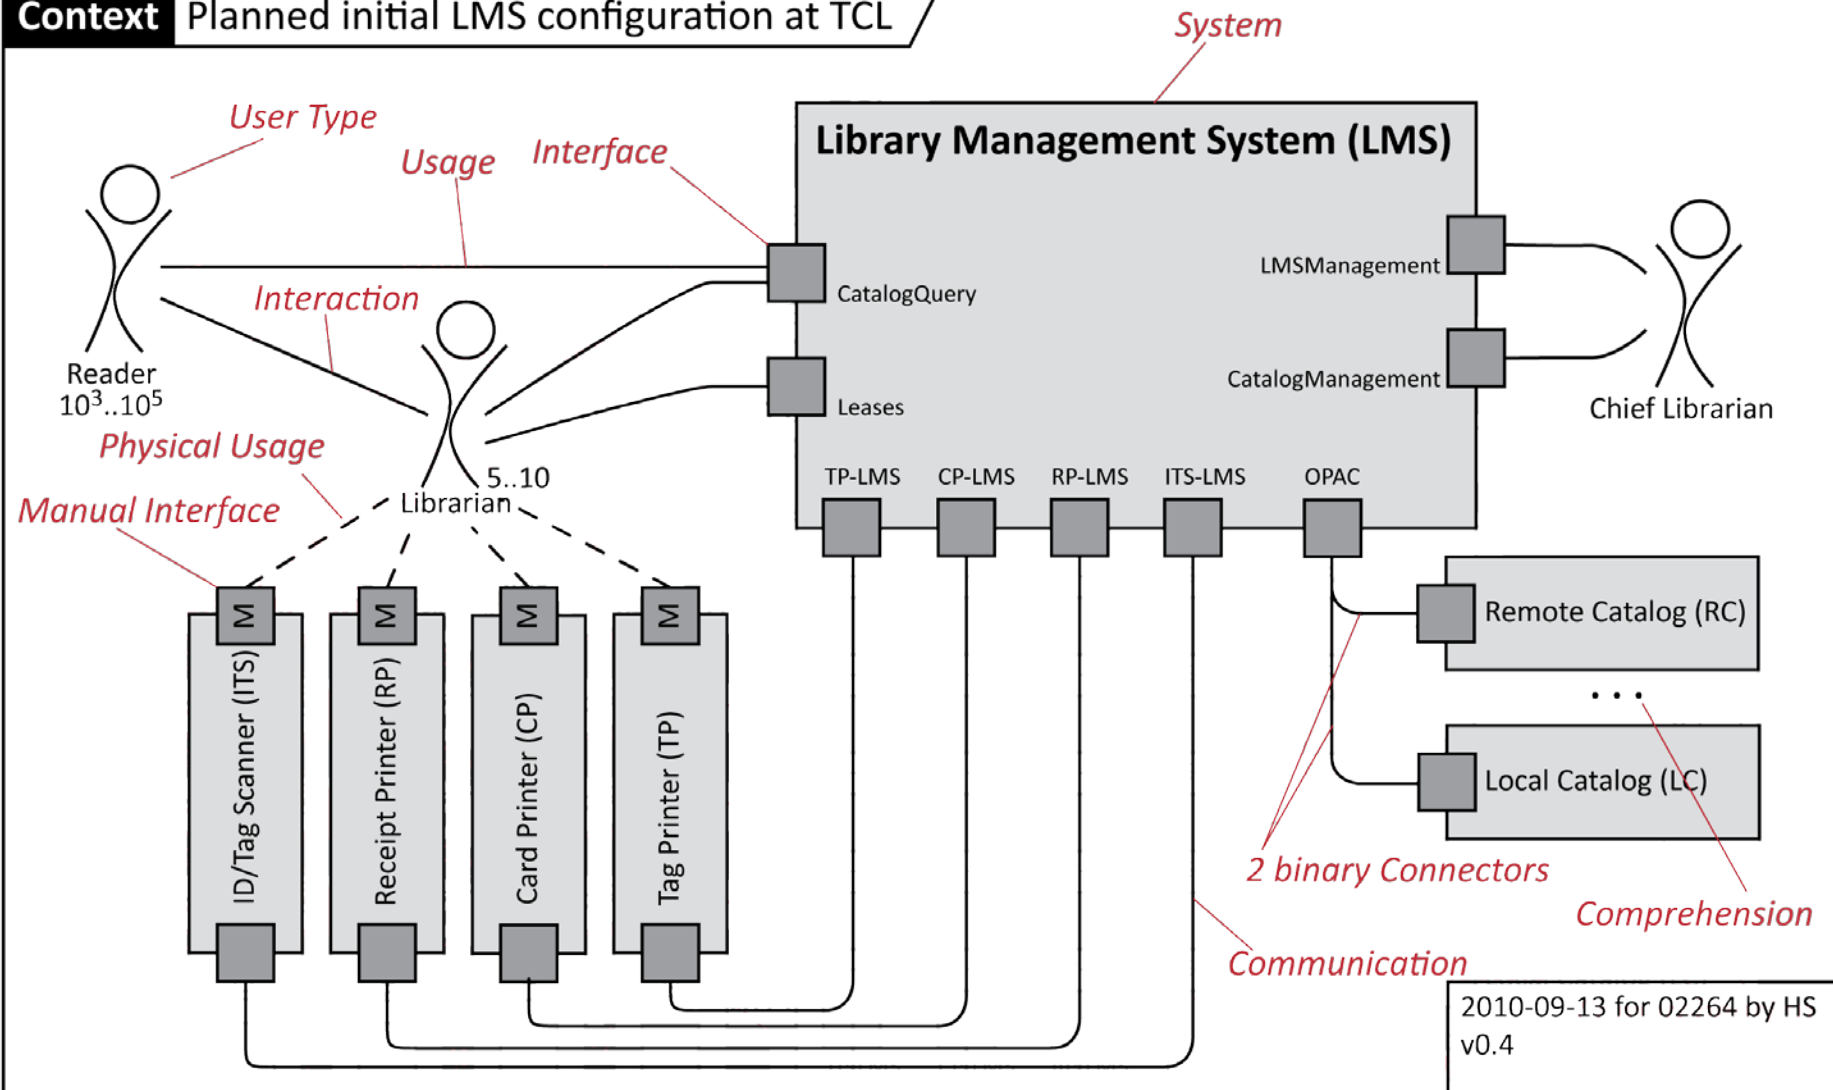 Context Planned initial LMS configuration at TCL
System
User Type
Usage
Interface
Library Management System (LMS)
LMSManagement
Interaction
CatalogQuery
Reader
10³..10⁵
CatalogManagement
Leases
Chief Librarian
Physical Usage
5..10
Librarian
TP-LMS CP-LMS RP-LMS ITS-LMS OPAC
Manual Interface
M M M M
ID/Tag Scanner (ITS)
Receipt Printer (RP)
Card Printer (CP)
Tag Printer (TP)
Remote Catalog (RC)
...
Local Catalog (LC)
2 binary Connectors
Comprehension
Communication
2010-09-13 for 02264 by HS
v0.4